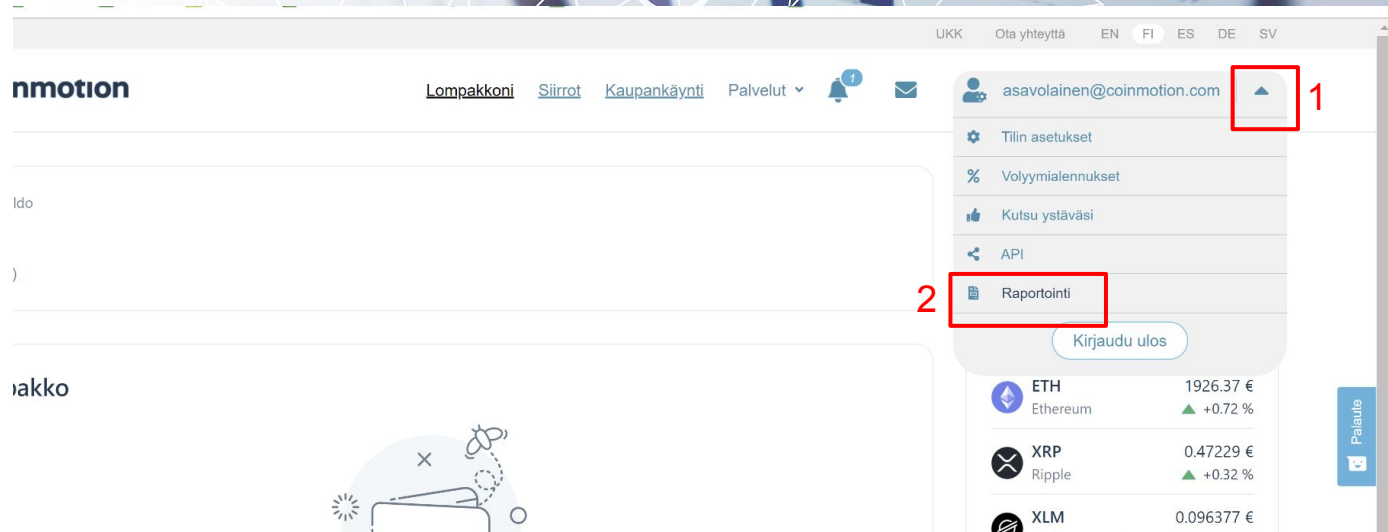 UKK Ota yhteyttä EN FI ES DE SV
nmotion Lompakkoni Siirrot Kaupankäynti Palvelut 1 asavolainen@coinmotion.com 1
Tilin asetukset
Volyymialennukset
ldo Kutsu ystäväsi
API
)
2 Raportointi
Kirjaudu ulos
akko ETH 1926.37 €
Ethereum +0.72 %
Palaute
XRP 0.47229 €
Ripple +0.32 %
XLM 0.096377 €